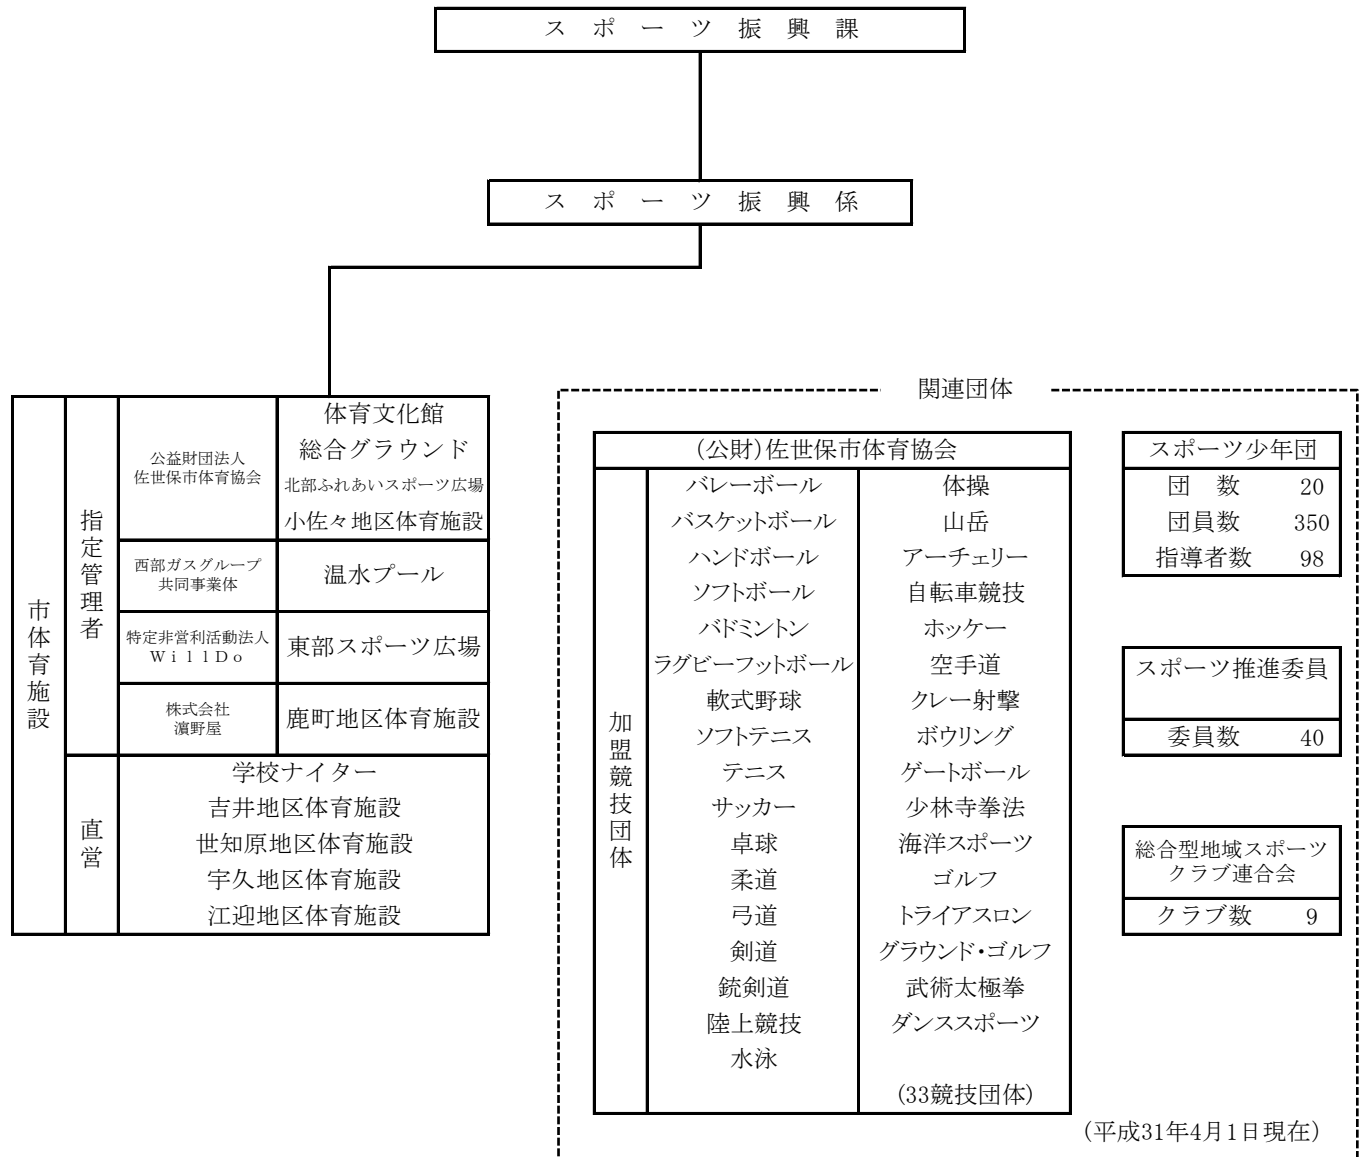 スポーツ振興課
スポーツ振興係
市体育施設
指定管理者
公益財団法人
佐世保市体育協会
体育文化館
総合グラウンド
北部ふれあいスポーツ広場
小佐々地区体育施設
西部ガスグループ
共同事業体
温水プール
特定非営利活動法人
WillDo
東部スポーツ広場
株式会社
濵野屋
鹿町地区体育施設
直営
学校ナイター
吉井地区体育施設
世知原地区体育施設
宇久地区体育施設
江迎地区体育施設
関連団体
(公財)佐世保市体育協会
加盟競技団体
バレーボール
バスケットボール
ハンドボール
ソフトボール
バドミントン
ラグビーフットボール
軟式野球
ソフトテニス
テニス
サッカー
卓球
柔道
弓道
剣道
銃剣道
陸上競技
水泳
体操
山岳
アーチェリー
自転車競技
ホッケー
空手道
クレー射撃
ボウリング
ゲートボール
少林寺拳法
海洋スポーツ
ゴルフ
トライアスロン
グラウンド・ゴルフ
武術太極拳
ダンススポーツ
(33競技団体)
スポーツ少年団
団 数 20
団員数 350
指導者数 98
スポーツ推進委員
委員数 40
総合型地域スポーツ
クラブ連合会
クラブ数 9
(平成31年4月1日現在)